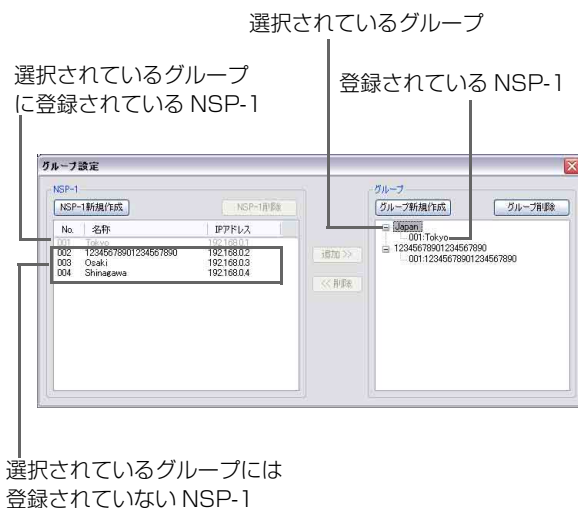 選択されているグループ
選択されているグループ
に登録されている NSP-1
登録されている NSP-1
グループ設定
NSP-1
NSP-1新規作成
NSP-1削除
No. 名称 IPアドレス
001 Tokyo 192.168.0.1
002 12345678901234567890 192.168.0.2
003 Osaki 192.168.0.3
004 Shinagawa 192.168.0.4
追加 >>
<< 削除
グループ
グループ新規作成
グループ削除
Japan
001:Tokyo
12345678901234567890
001:12345678901234567890
選択されているグループには
登録されていない NSP-1